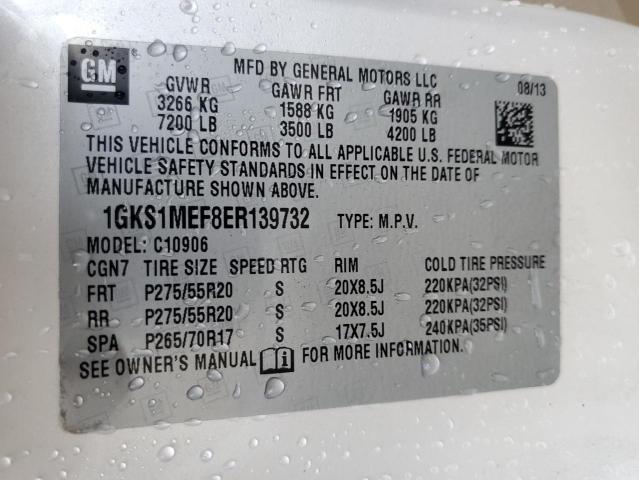 GM MFD BY GENERAL MOTORS LLC 08/13
GVWR GAWR FRT GAWR RR
3266 KG 1588 KG 1905 KG
7200 LB 3500 LB 4200 LB
THIS VEHICLE CONFORMS TO ALL APPLICABLE U.S. FEDERAL MOTOR
VEHICLE SAFETY STANDARDS IN EFFECT ON THE DATE OF
MANUFACTURE SHOWN ABOVE.
1GKS1MEF8ER139732 TYPE: M.P.V.
MODEL: C10906
CGN7 TIRE SIZE SPEED RTG RIM COLD TIRE PRESSURE
FRT P275/55R20 S 20X8.5J 220KPA(32PSI)
RR P275/55R20 S 20X8.5J 220KPA(32PSI)
SPA P265/70R17 S 17X7.5J 240KPA(35PSI)
SEE OWNER'S MANUAL FOR MORE INFORMATION.